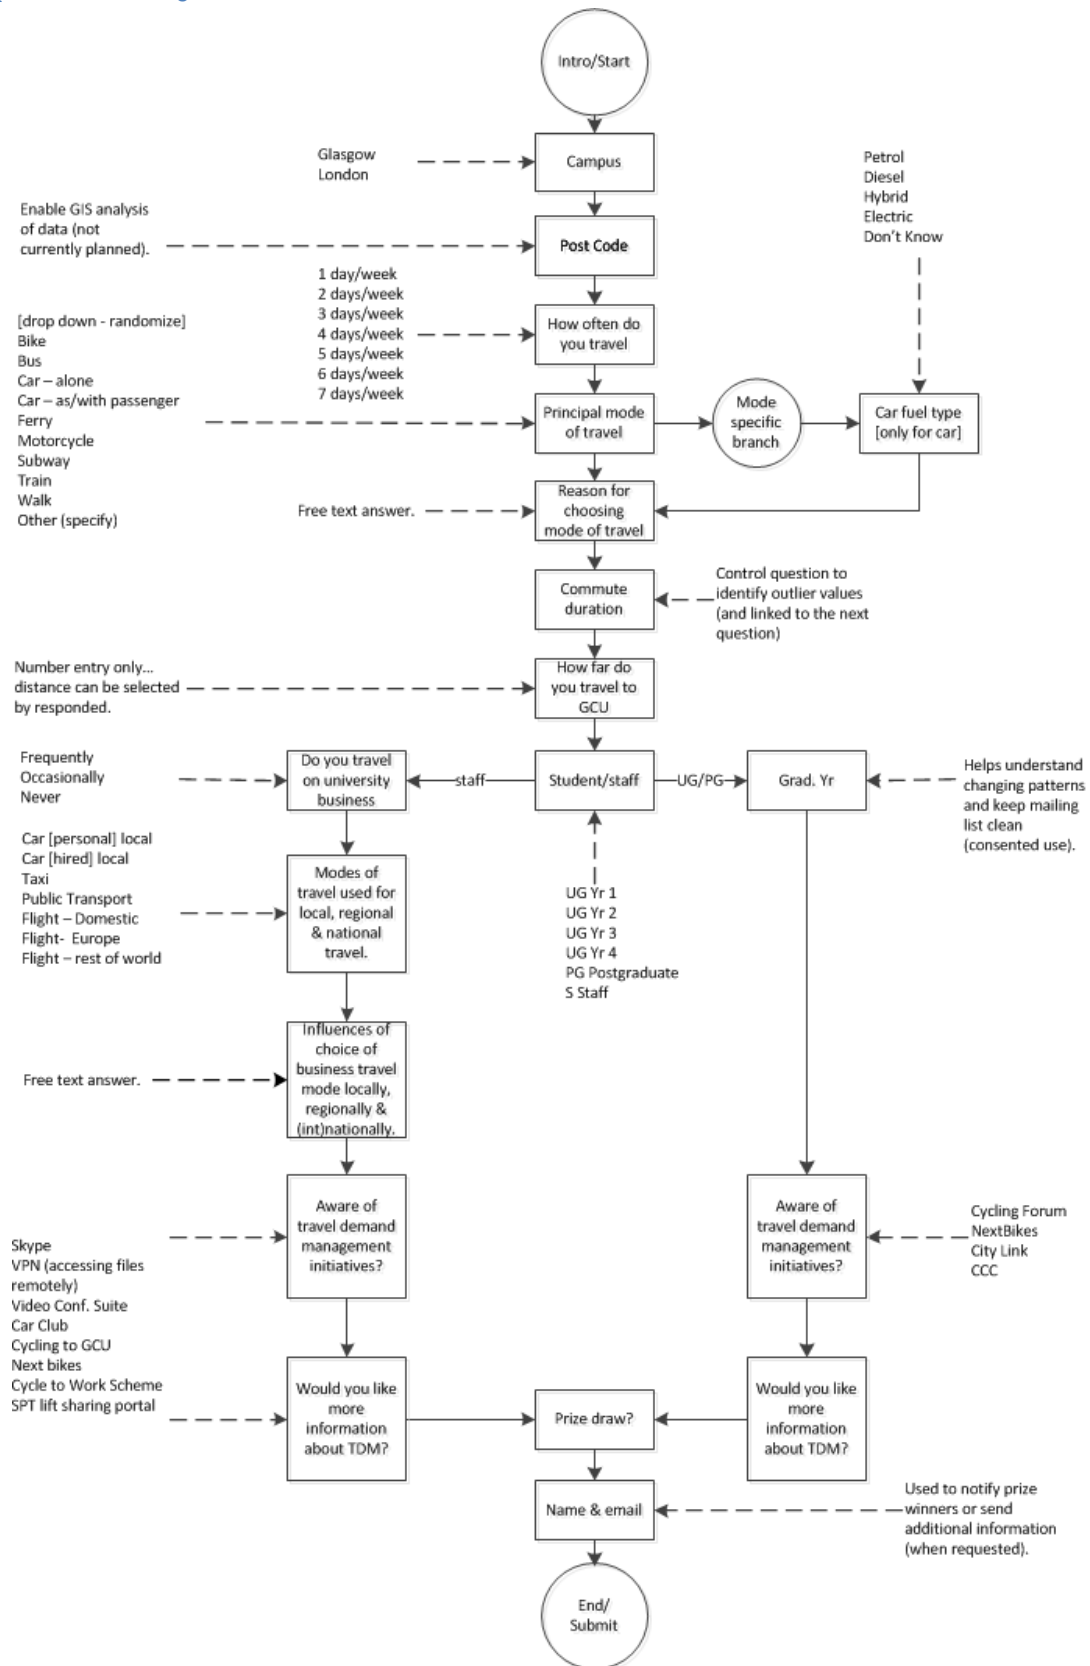 Intro/Start
Glasgow
London
Campus
Petrol
Diesel
Hybrid
Electric
Don't Know
Enable GIS analysis
of data (not
currently planned).
Post Code
1 day/week
2 days/week
3 days/week
4 days/week
5 days/week
6 days/week
7 days/week
How often do
you travel
[drop down - randomize]
Bike
Bus
Car – alone
Car – as/with passenger
Ferry
Motorcycle
Subway
Train
Walk
Other (specify)
Principal mode
of travel
Mode
specific
branch
Car fuel type
[only for car]
Free text answer.
Reason for
choosing
mode of travel
Commute
duration
Control question to
identify outlier values
(and linked to the next
question)
Number entry only...
distance can be selected
by responded.
How far do
you travel to
GCU
Frequently
Occasionally
Never
Do you travel
on university
business
staff
Student/staff
UG/PG
Grad. Yr
Helps understand
changing patterns
and keep mailing
list clean
(consented use).
Car [personal] local
Car [hired] local
Taxi
Public Transport
Flight – Domestic
Flight- Europe
Flight – rest of world
Modes of
travel used for
local, regional
& national
travel.
UG Yr 1
UG Yr 2
UG Yr 3
UG Yr 4
PG Postgraduate
S Staff
Free text answer.
Influences of
choice of
business travel
mode locally,
regionally &
(int)nationally.
Aware of
travel demand
management
initiatives?
Aware of
travel demand
management
initiatives?
Cycling Forum
NextBikes
City Link
CCC
Skype
VPN (accessing files
remotely)
Video Conf. Suite
Car Club
Cycling to GCU
Next bikes
Cycle to Work Scheme
SPT lift sharing portal
Would you like
more
information
about TDM?
Prize draw?
Would you like
more
information
about TDM?
Name & email
Used to notify prize
winners or send
additional information
(when requested).
End/
Submit